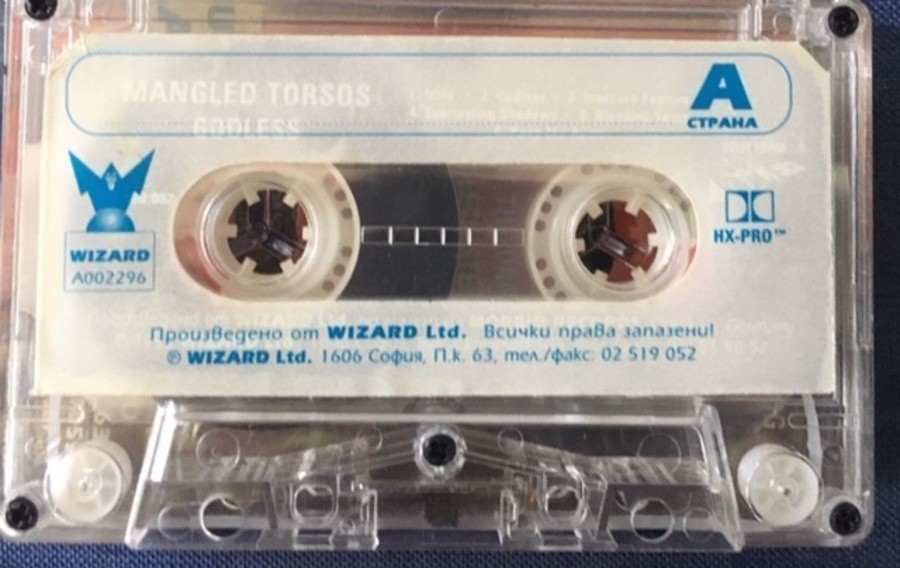 MANGLED TORSOS
GODLESS
A
СТРАНА
WIZARD
A002296
HX-PRO™
Произведено от WIZARD Ltd. Всички права запазени!
℗ WIZARD Ltd. 1606 София, П.к. 63, тел./факс: 02 519 052